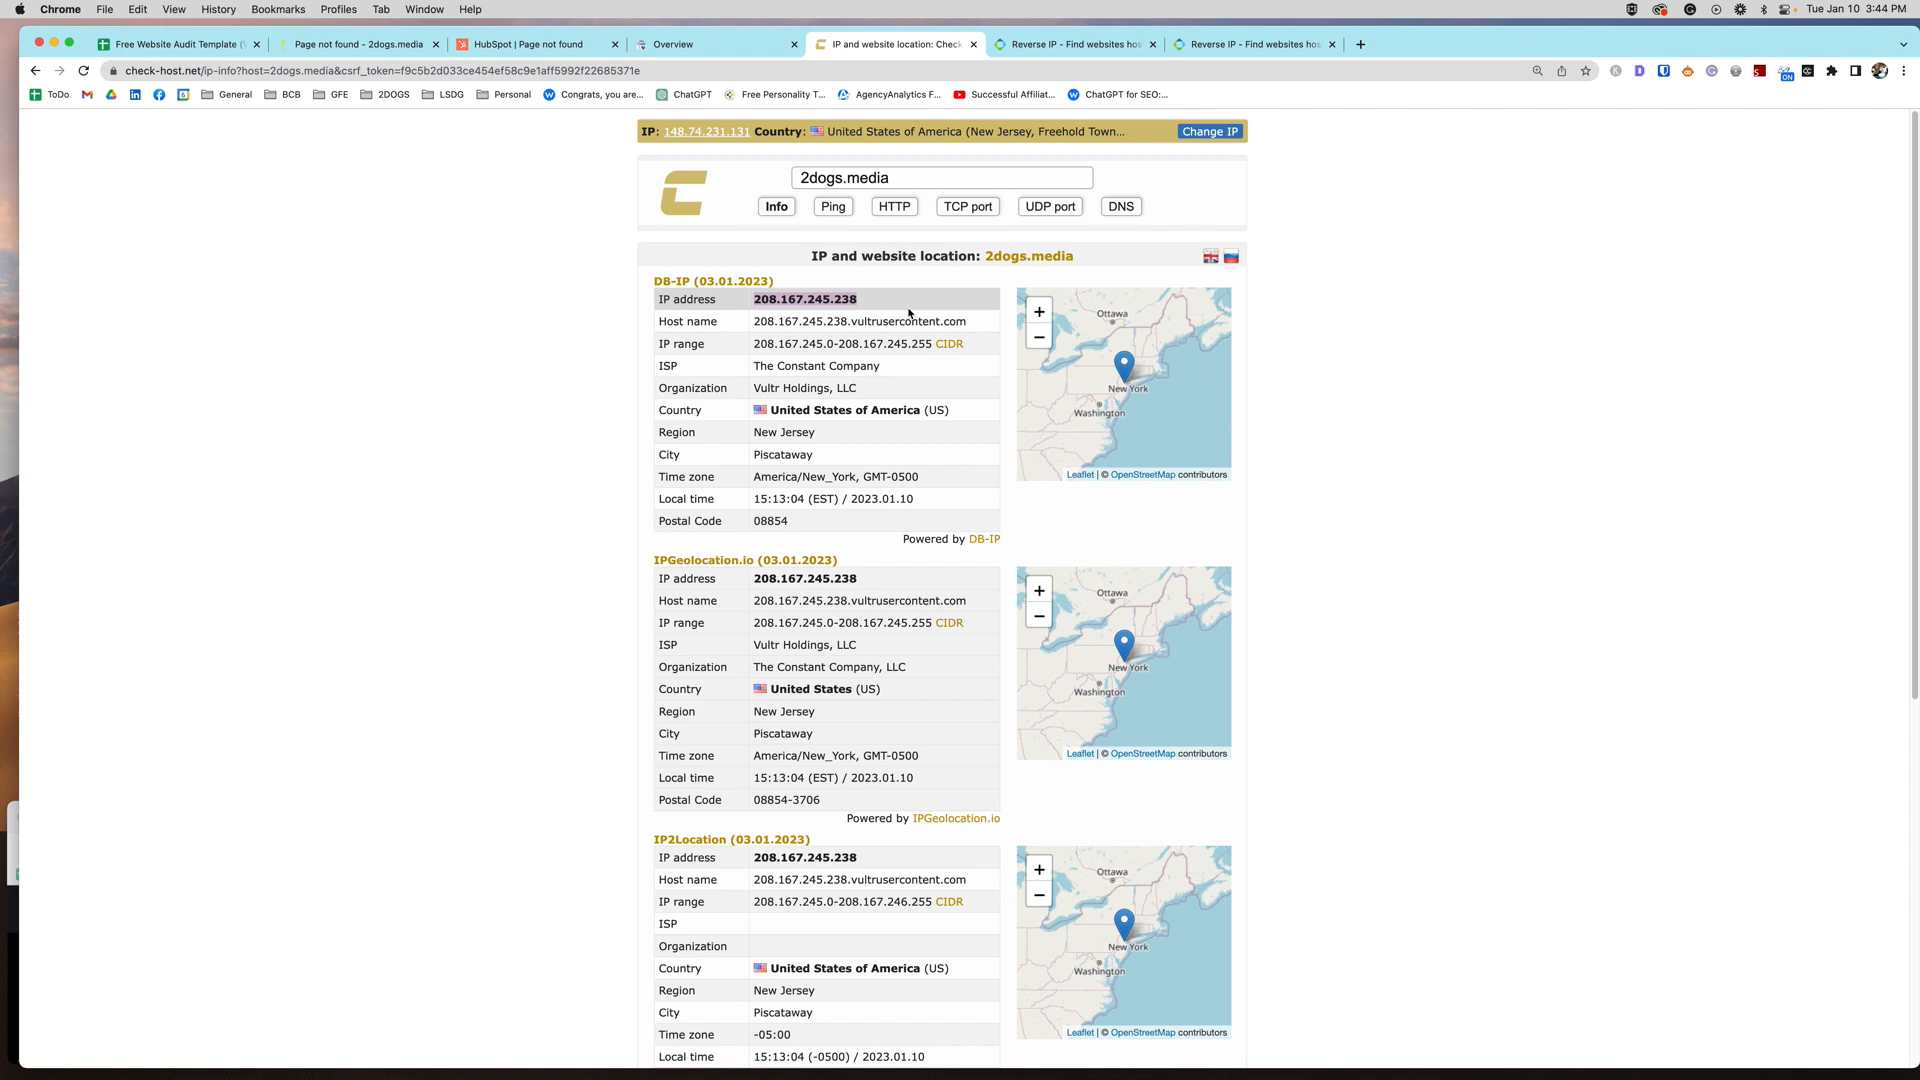 Chrome File Edit View History Bookmarks Profiles Tab Window Help Tue Jan 10 3:44 PM
Free Website Audit Template ( Page not found - 2dogs.media HubSpot | Page not found Overview IP and website location: Check Reverse IP - Find websites hos Reverse IP - Find websites hos
check-host.net/ip-info?host=2dogs.media&csrf_token=f9c5b2d033ce454ef58c9e1aff5992f22685371e
ToDo General BCB GFE 2DOGS LSDG Personal Congrats, you are... ChatGPT Free Personality T... AgencyAnalytics F... Successful Affiliat... ChatGPT for SEO:...
IP: 148.74.231.131 Country: United States of America (New Jersey, Freehold Town... Change IP
2dogs.media
Info Ping HTTP TCP port UDP port DNS
IP and website location: 2dogs.media
DB-IP (03.01.2023)
IP address 208.167.245.238
Host name 208.167.245.238.vultrusercontent.com
IP range 208.167.245.0-208.167.245.255 CIDR
ISP The Constant Company
Organization Vultr Holdings, LLC
Country United States of America (US)
Region New Jersey
City Piscataway
Time zone America/New_York, GMT-0500
Local time 15:13:04 (EST) / 2023.01.10
Postal Code 08854
Powered by DB-IP
+
−
Ottawa
New York
Washington
Leaflet | © OpenStreetMap contributors
IPGeolocation.io (03.01.2023)
IP address 208.167.245.238
Host name 208.167.245.238.vultrusercontent.com
IP range 208.167.245.0-208.167.245.255 CIDR
ISP Vultr Holdings, LLC
Organization The Constant Company, LLC
Country United States (US)
Region New Jersey
City Piscataway
Time zone America/New_York, GMT-0500
Local time 15:13:04 (EST) / 2023.01.10
Postal Code 08854-3706
Powered by IPGeolocation.io
+
−
Ottawa
New York
Washington
Leaflet | © OpenStreetMap contributors
IP2Location (03.01.2023)
IP address 208.167.245.238
Host name 208.167.245.238.vultrusercontent.com
IP range 208.167.245.0-208.167.246.255 CIDR
ISP
Organization
Country United States of America (US)
Region New Jersey
City Piscataway
Time zone -05:00
Local time 15:13:04 (-0500) / 2023.01.10
+
−
Ottawa
New York
Washington
Leaflet | © OpenStreetMap contributors